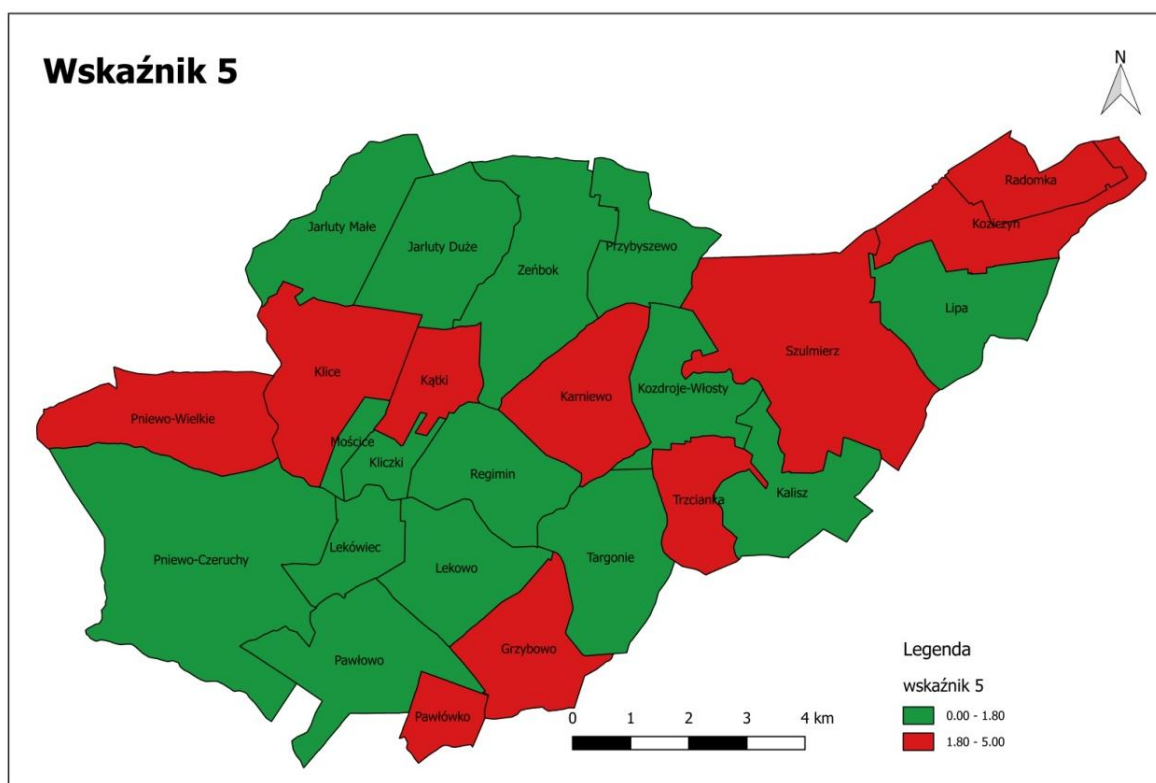 Wskaźnik 5
N
Radomka
Koziczyn
Jarluty Małe
Jarluty Duże
Przybyszewo
Zeńbok
Lipa
Szulmierz
Klice
Kątki
Kozdroje-Włosty
Karniewo
Pniewo-Wielkie
Mościce
Kliczki
Regimin
Trzcianka
Kalisz
Lekówiec
Pniewo-Czeruchy
Targonie
Lekowo
Grzybowo
Pawłowo
Pawłówko
Legenda
wskaźnik 5
0.00 - 1.80
1.80 - 5.00
0 1 2 3 4 km